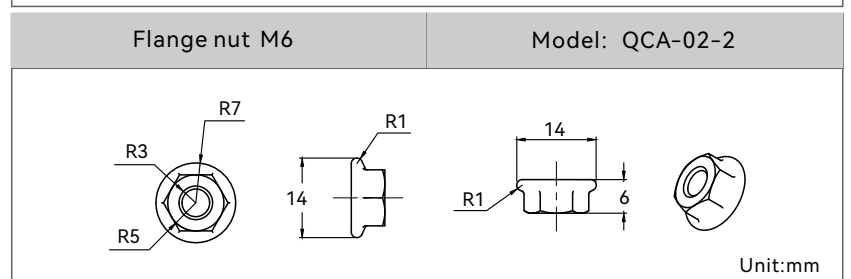 Flange nut M6
Model: QCA-02-2
R7
R3
R5
R1
14
14
R1
6
Unit:mm